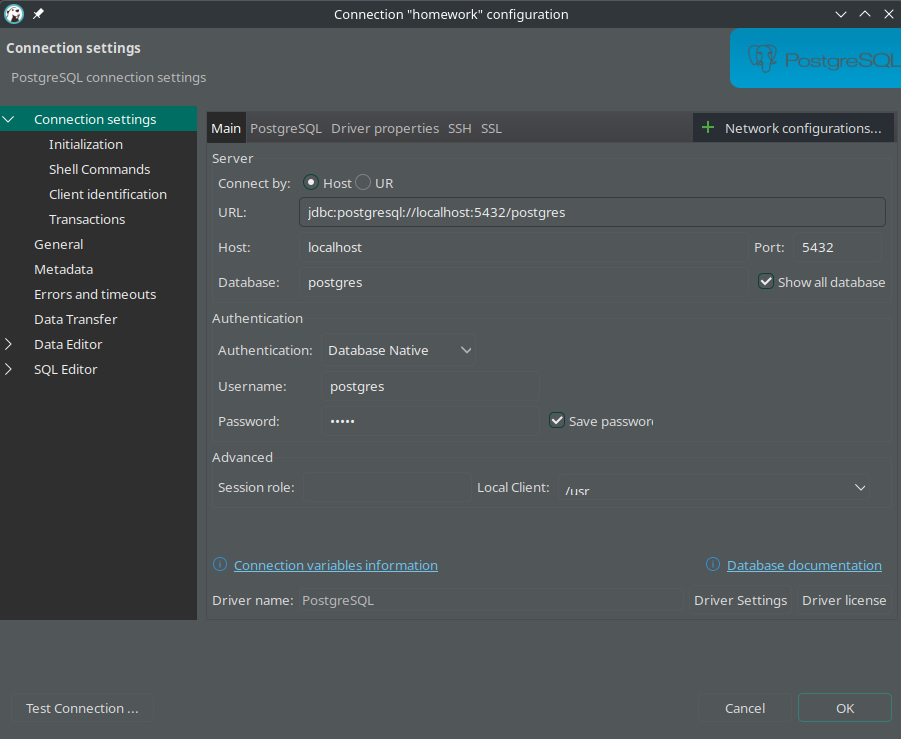 Connection "homework" configuration
Connection settings
PostgreSQL connection settings
PostgreSQL
Connection settings
Initialization
Shell Commands
Client identification
Transactions
General
Metadata
Errors and timeouts
Data Transfer
Data Editor
SQL Editor
Main PostgreSQL Driver properties SSH SSL
Network configurations...
Server
Connect by: Host UR
URL: jdbc:postgresql://localhost:5432/postgres
Host: localhost Port: 5432
Database: postgres Show all database
Authentication
Authentication: Database Native
Username: postgres
Password: ••••• Save password
Advanced
Session role: Local Client: /usr
Connection variables information Database documentation
Driver name: PostgreSQL Driver Settings Driver license
Test Connection ... Cancel OK